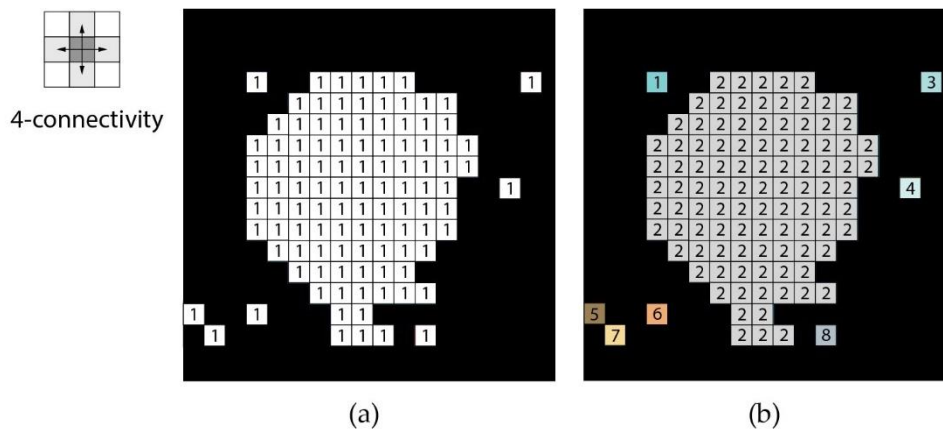 4-connectivity
1 1 1 1 1 1 1 1 2 2 2 2 2 3
1 1 1 1 1 1 1 1 2 2 2 2 2 2 2 2
1 1 1 1 1 1 1 1 1 2 2 2 2 2 2 2 2 2
1 1 1 1 1 1 1 1 1 1 1 2 2 2 2 2 2 2 2 2 2 2
1 1 1 1 1 1 1 1 1 1 1 2 2 2 2 2 2 2 2 2 2 2
1 1 1 1 1 1 1 1 1 1 1 2 2 2 2 2 2 2 2 2 2 4
1 1 1 1 1 1 1 1 1 1 2 2 2 2 2 2 2 2 2 2
1 1 1 1 1 1 1 1 1 1 2 2 2 2 2 2 2 2 2 2
1 1 1 1 1 1 1 1 2 2 2 2 2 2 2 2
1 1 1 1 1 1 2 2 2 2 2 2
1 1 1 1 1 1 2 2 2 2 2 2
1 1 1 1 5 6 2 2
1 1 1 1 1 7 2 2 2 8
(a) (b)